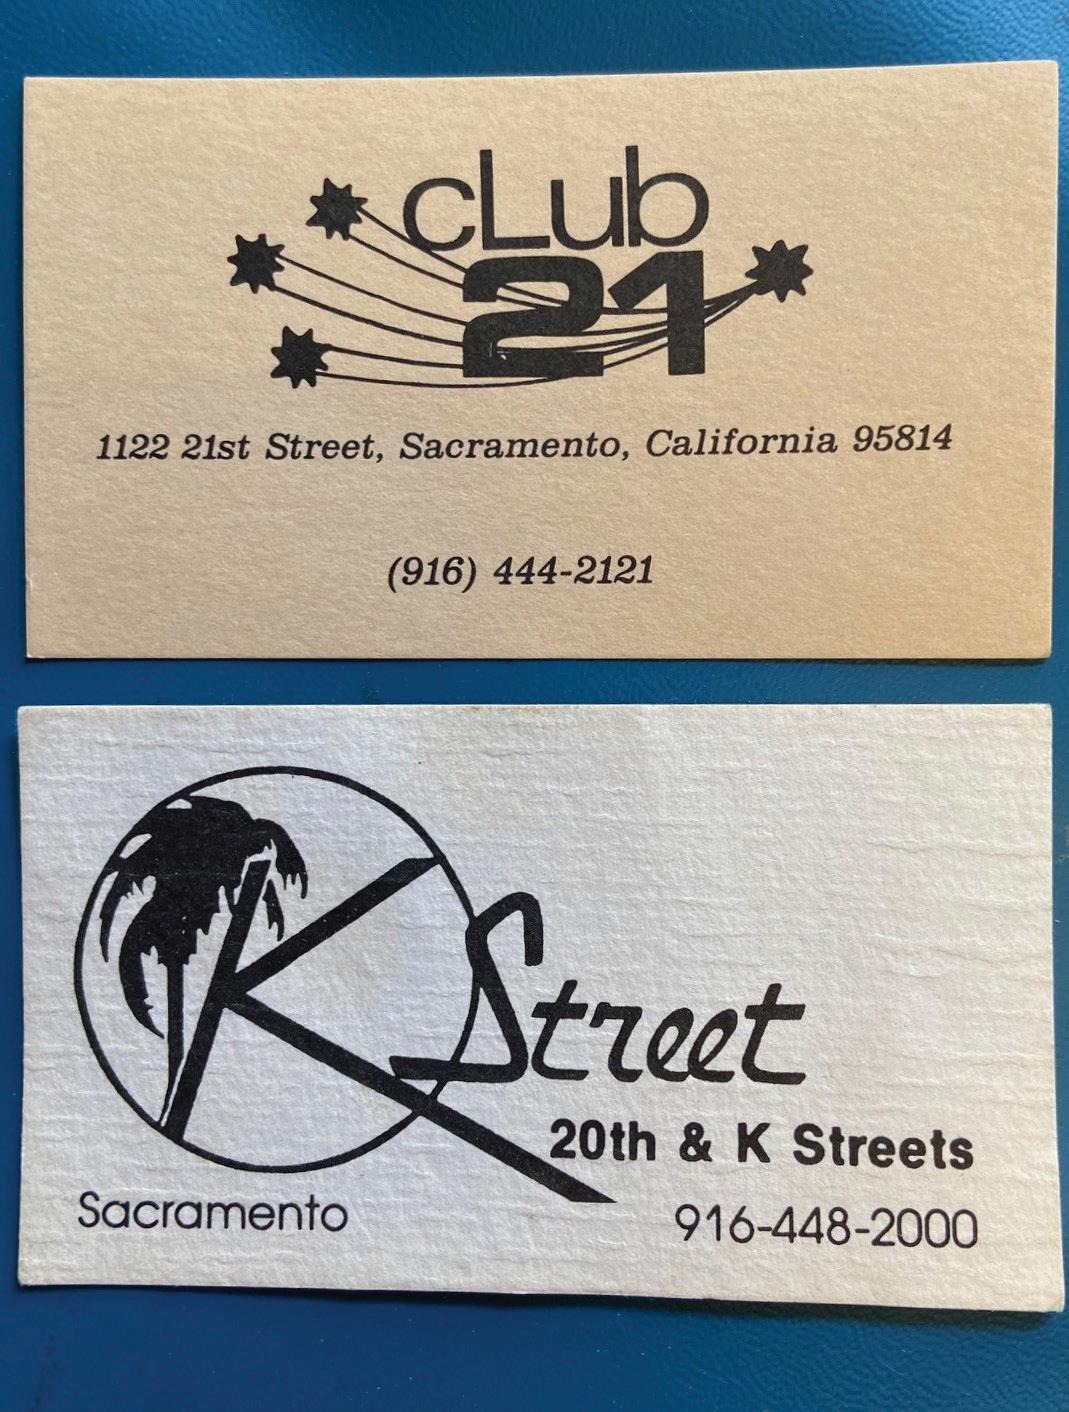 cLub
21
1122 21st Street, Sacramento, California 95814
(916) 444-2121
K Street
20th & K Streets
Sacramento
916-448-2000